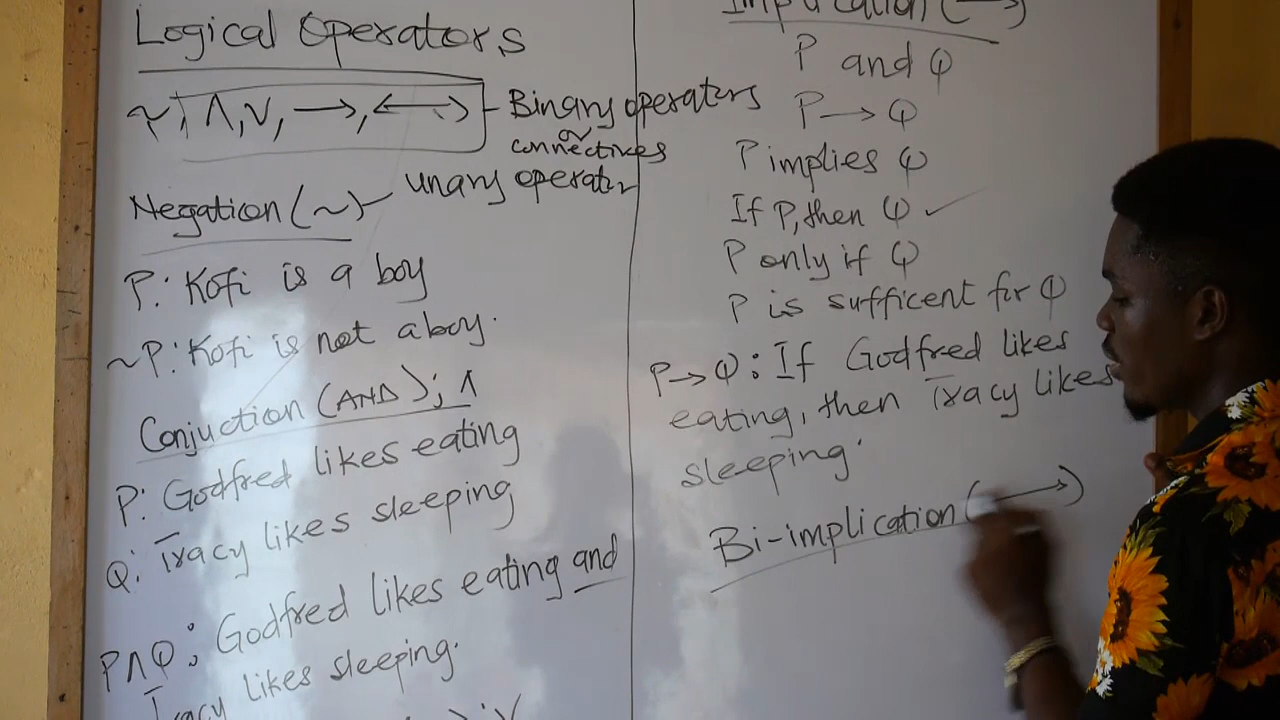 Logical Operators
~, ∧, ∨, →, ↔ - Binary operators
or
connectives
Negation (~) - unary operator
P: Kofi is a boy
~P: Kofi is not a boy.
Conjuction (AND); ∧
P: Godfred likes eating
Q: Tracy likes sleeping
P∧Q: Godfred likes eating and
Tracy likes sleeping.
Implication (→)
P and Q
P → Q
P implies Q
If P, then Q ✓
P only if Q
P is sufficent for Q
P→Q: If Godfred likes
eating, then Tracy likes
sleeping.
Bi-implication (⟷)